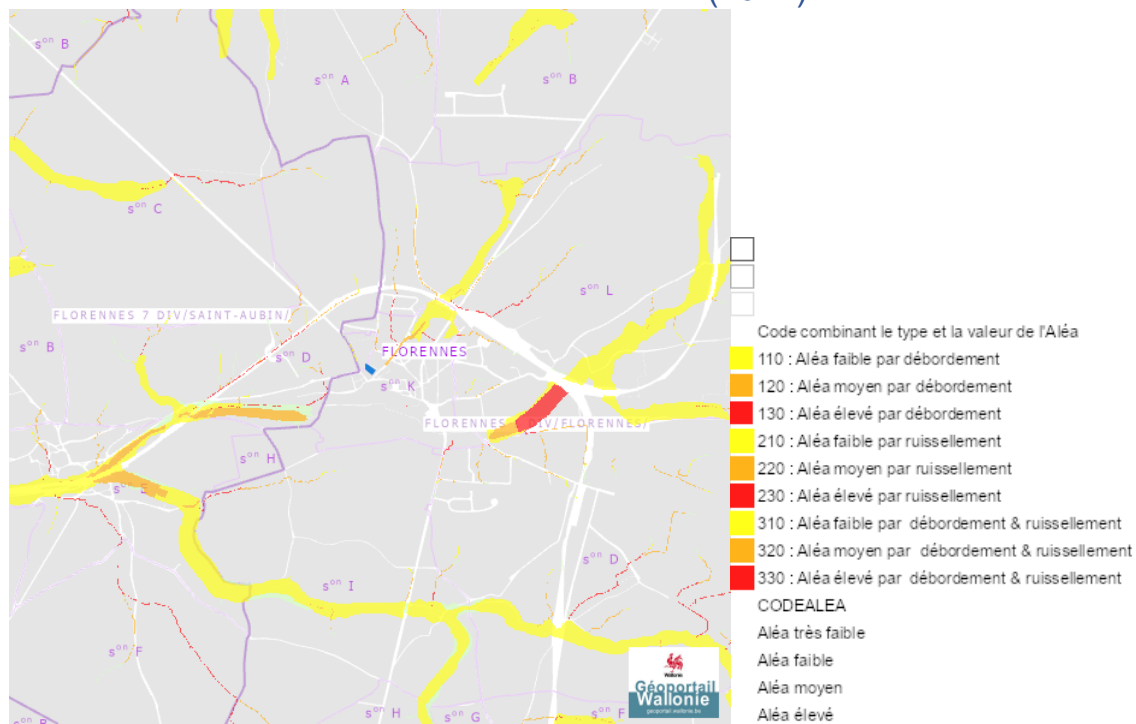 sᵒⁿ B
sᵒⁿ A
sᵒⁿ B
sᵒⁿ C
sᵒⁿ L
FLORENNES 7 DIV/SAINT-AUBIN/
sᵒⁿ B
sᵒⁿ D
FLORENNES
sᵒⁿ K
FLORENNES DIV/FLORENNES/
sᵒⁿ H
sᵒⁿ E
sᵒⁿ D
sᵒⁿ I
sᵒⁿ F
sᵒⁿ H
sᵒⁿ G
sᵒⁿ F
Wallonie
Géoportail
Wallonie
geoportail.wallonie.be
Code combinant le type et la valeur de l'Aléa
110 : Aléa faible par débordement
120 : Aléa moyen par débordement
130 : Aléa élevé par débordement
210 : Aléa faible par ruissellement
220 : Aléa moyen par ruissellement
230 : Aléa élevé par ruissellement
310 : Aléa faible par débordement & ruissellement
320 : Aléa moyen par débordement & ruissellement
330 : Aléa élevé par débordement & ruissellement
CODEALEA
Aléa très faible
Aléa faible
Aléa moyen
Aléa élevé